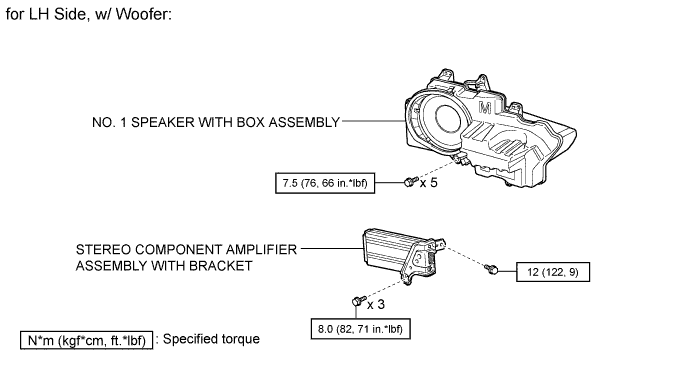 for LH Side, w/ Woofer:
M
NO. 1 SPEAKER WITH BOX ASSEMBLY
7.5 (76, 66 in.*lbf)
x 5
STEREO COMPONENT AMPLIFIER
ASSEMBLY WITH BRACKET
12 (122, 9)
x 3
8.0 (82, 71 in.*lbf)
N*m (kgf*cm, ft.*lbf) : Specified torque